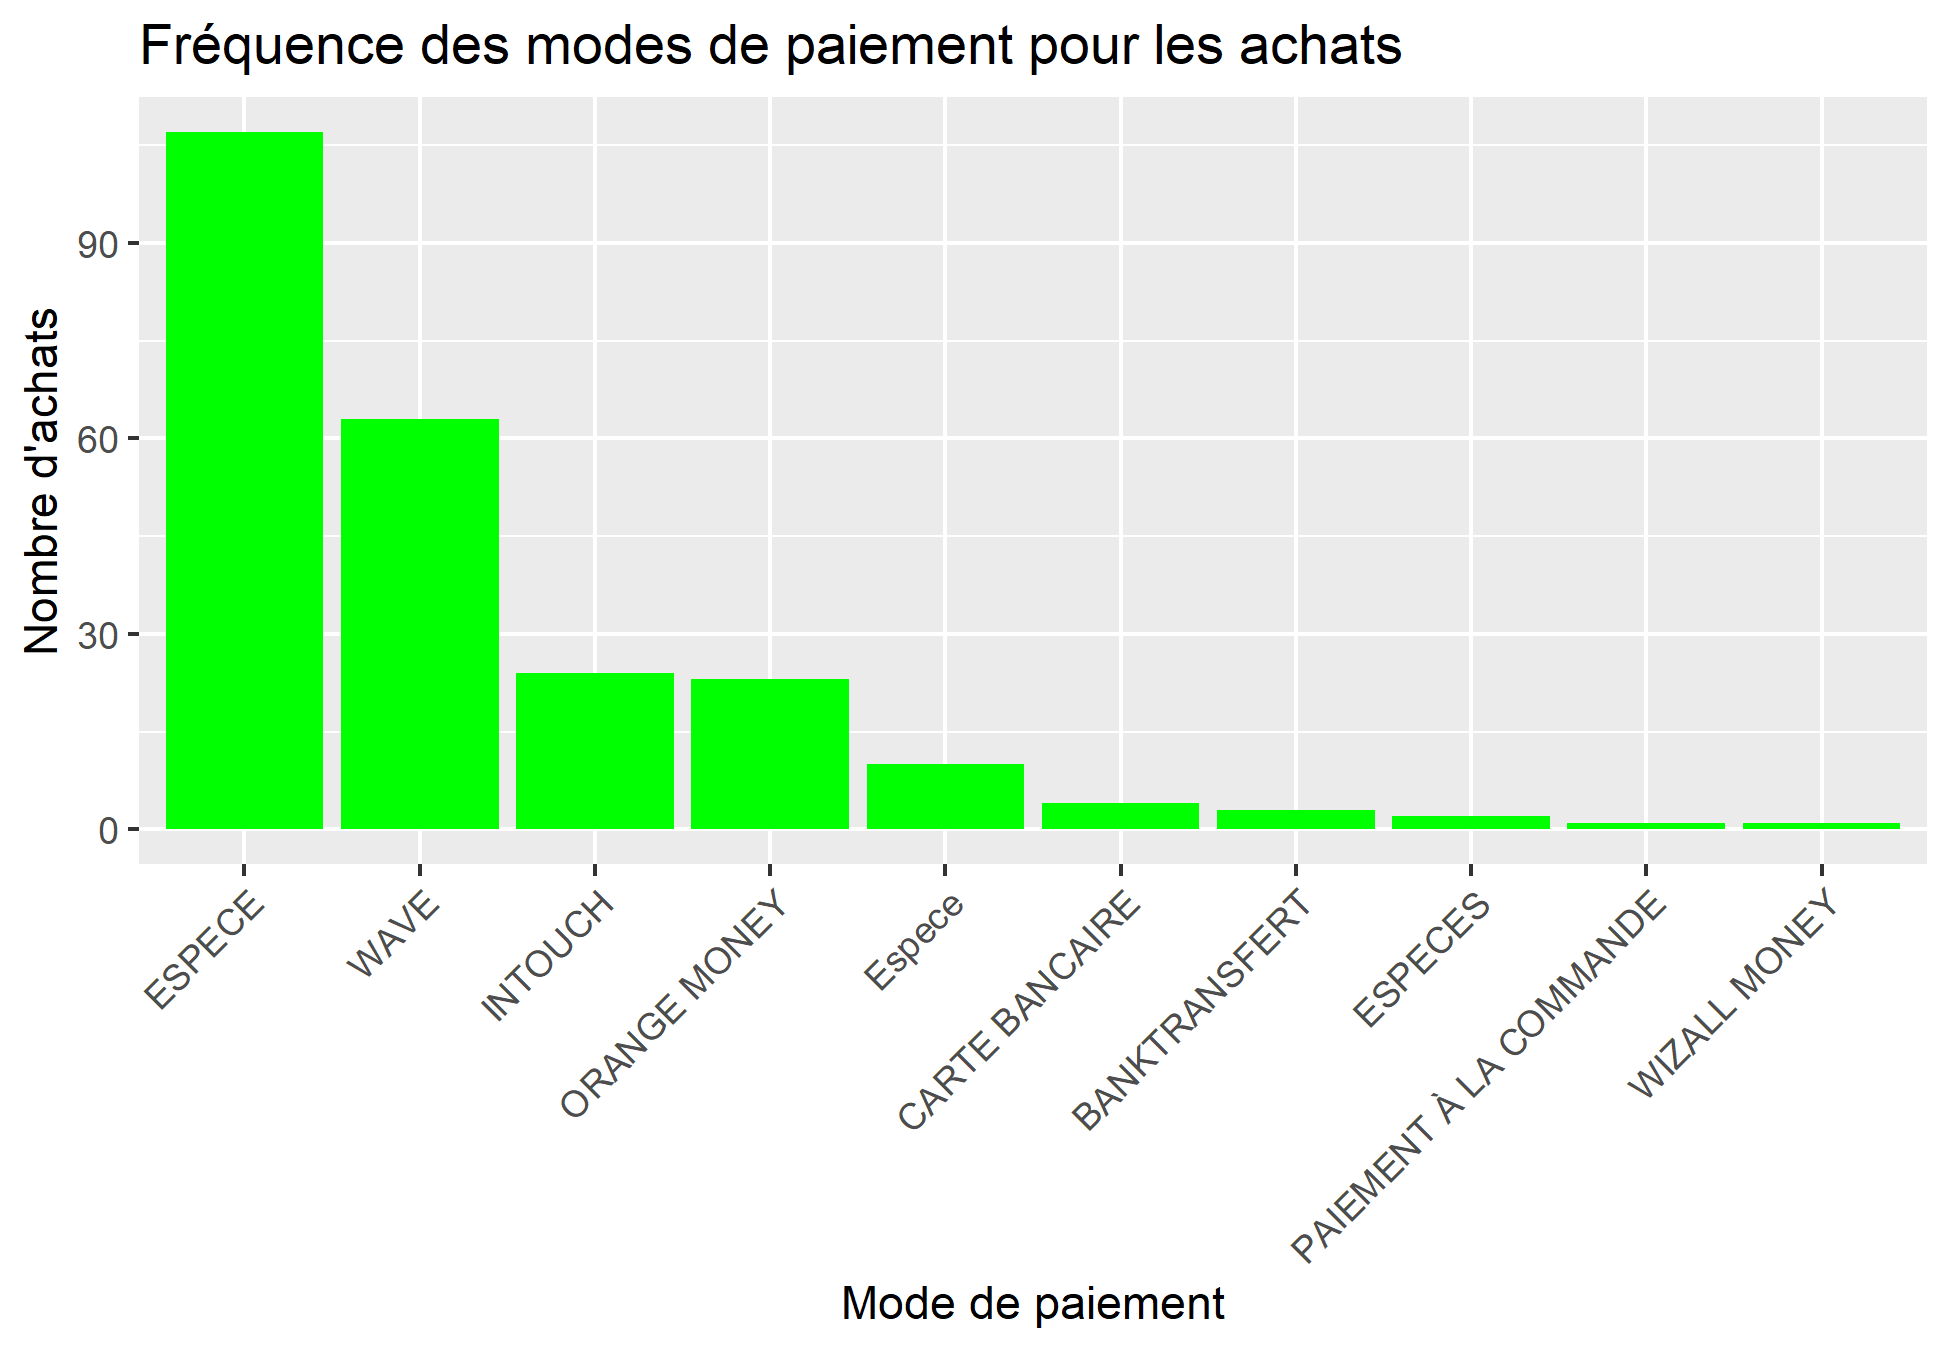 Fréquence des modes de paiement pour les achats
Nombre d'achats
90
60
30
0
ESPECE
WAVE
INTOUCH
ORANGE MONEY
Espece
CARTE BANCAIRE
BANKTRANSFERT
ESPECES
PAIEMENT À LA COMMANDE
WIZALL MONEY
Mode de paiement